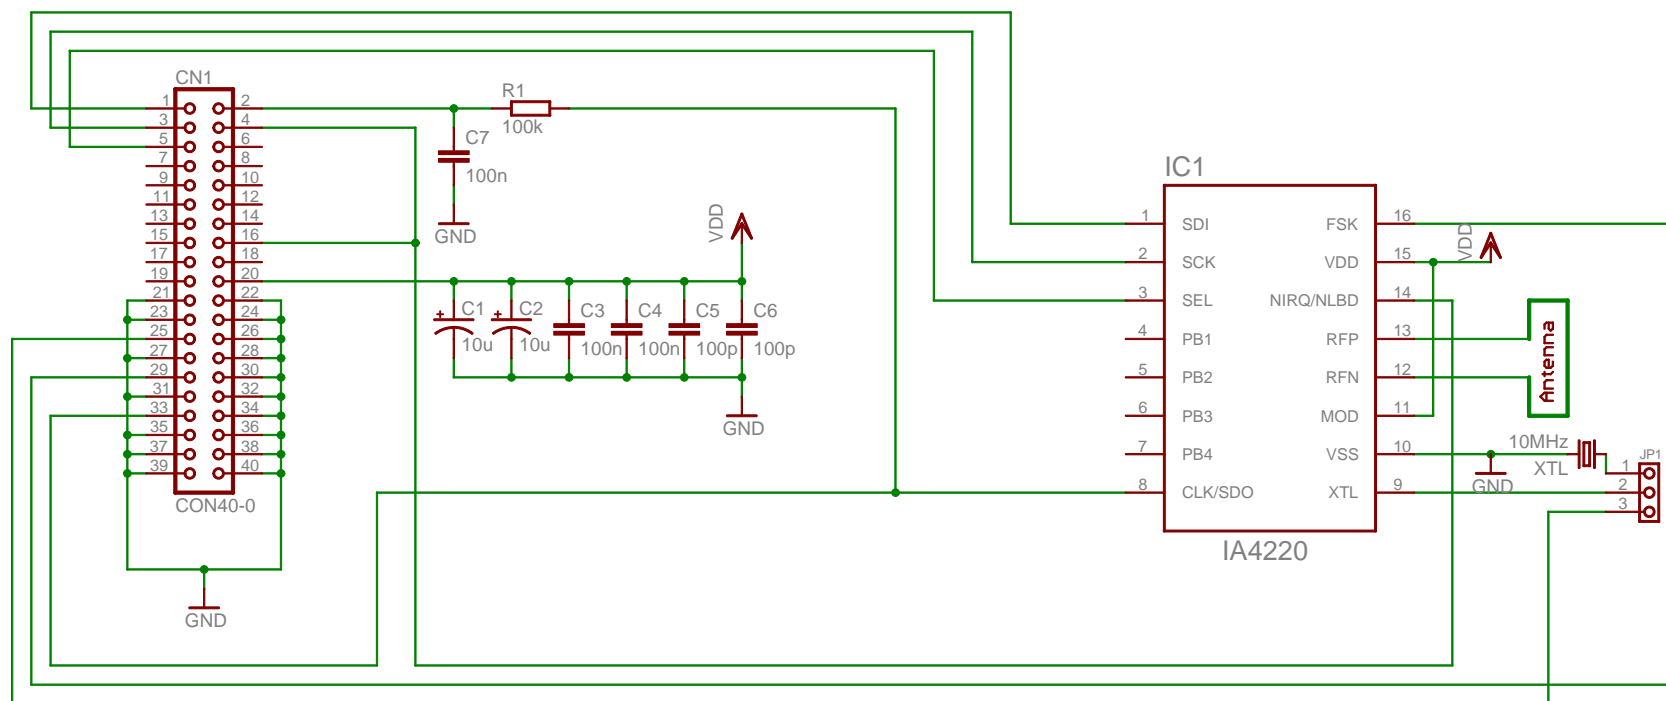 CN1
1 2
3 4
5 6
7 8
9 10
11 12
13 14
15 16
17 18
19 20
21 22
23 24
25 26
27 28
29 30
31 32
33 34
35 36
37 38
39 40
CON40-0
GND
R1
100k
C7
100n
GND
VDD
C1
10u
C2
10u
C3
100n
C4
100n
C5
100p
C6
100p
GND
IC1
1 SDI FSK 16
2 SCK VDD 15
3 SEL NIRQ/NLBD 14
4 PB1 RFP 13
5 PB2 RFN 12
6 PB3 MOD 11
7 PB4 VSS 10
8 CLK/SDO XTL 9
IA4220
VDD
Antenna
10MHz
XTL
GND
JP1
1
2
3